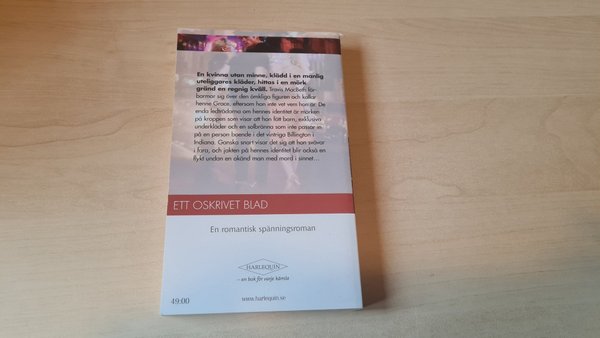 En kvinna utan minne, klädd i en manlig
uteliggares kläder, hittas i en mörk
gränd en regnig kväll. Travis MacBeth för-
barmar sig över den ömkliga figuren och kallar
henne Grace, eftersom hon inte vet vem hon är. De
enda ledtrådarna om hennes identitet är märken
på kroppen som visar att hon fött barn, exklusiva
underkläder och en solbränna som inte passar in
på en person boende i det vintriga Billington i
Indiana. Ganska snart visar det sig att hon svävar
i fara, och jakten på hennes identitet blir också en
flykt undan en okänd man med mord i sinnet...
ETT OSKRIVET BLAD
En romantisk spänningsroman
HARLEQUIN
– en bok för varje känsla
49:00
www.harlequin.se